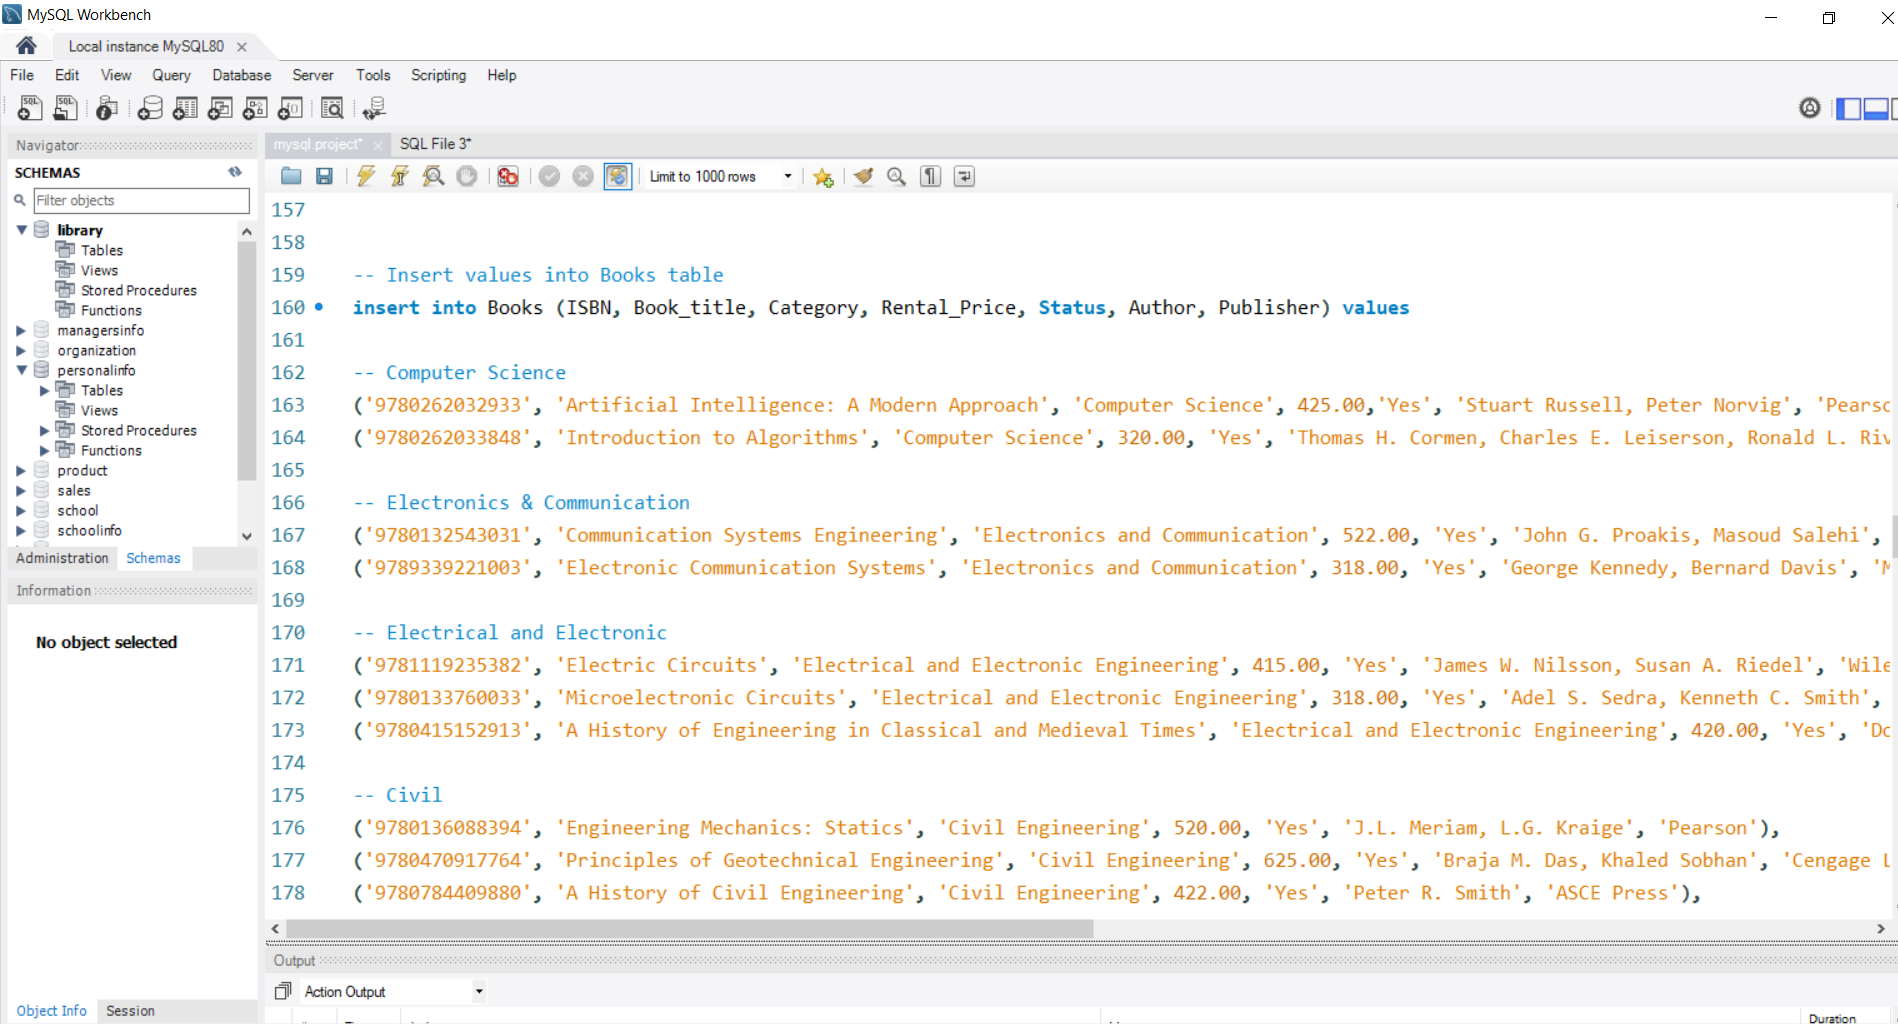 MySQL Workbench
Local instance MySQL80
File Edit View Query Database Server Tools Scripting Help
Navigator
SCHEMAS
Filter objects
library
Tables
Views
Stored Procedures
Functions
managersinfo
organization
personalinfo
Tables
Views
Stored Procedures
Functions
product
sales
school
schoolinfo
Administration Schemas
Information
No object selected
Object Info Session
mysql.project* SQL File 3*
Limit to 1000 rows
157
158
159 -- Insert values into Books table
160 insert into Books (ISBN, Book_title, Category, Rental_Price, Status, Author, Publisher) values
161
162 -- Computer Science
163 ('9780262032933', 'Artificial Intelligence: A Modern Approach', 'Computer Science', 425.00,'Yes', 'Stuart Russell, Peter Norvig', 'Pearsc
164 ('9780262033848', 'Introduction to Algorithms', 'Computer Science', 320.00, 'Yes', 'Thomas H. Cormen, Charles E. Leiserson, Ronald L. Riv
165
166 -- Electronics & Communication
167 ('9780132543031', 'Communication Systems Engineering', 'Electronics and Communication', 522.00, 'Yes', 'John G. Proakis, Masoud Salehi',
168 ('9789339221003', 'Electronic Communication Systems', 'Electronics and Communication', 318.00, 'Yes', 'George Kennedy, Bernard Davis', 'M
169
170 -- Electrical and Electronic
171 ('9781119235382', 'Electric Circuits', 'Electrical and Electronic Engineering', 415.00, 'Yes', 'James W. Nilsson, Susan A. Riedel', 'Wile
172 ('9780133760033', 'Microelectronic Circuits', 'Electrical and Electronic Engineering', 318.00, 'Yes', 'Adel S. Sedra, Kenneth C. Smith',
173 ('9780415152913', 'A History of Engineering in Classical and Medieval Times', 'Electrical and Electronic Engineering', 420.00, 'Yes', 'Do
174
175 -- Civil
176 ('9780136088394', 'Engineering Mechanics: Statics', 'Civil Engineering', 520.00, 'Yes', 'J.L. Meriam, L.G. Kraige', 'Pearson'),
177 ('9780470917764', 'Principles of Geotechnical Engineering', 'Civil Engineering', 625.00, 'Yes', 'Braja M. Das, Khaled Sobhan', 'Cengage L
178 ('9780784409880', 'A History of Civil Engineering', 'Civil Engineering', 422.00, 'Yes', 'Peter R. Smith', 'ASCE Press'),
Output
Action Output
Duration